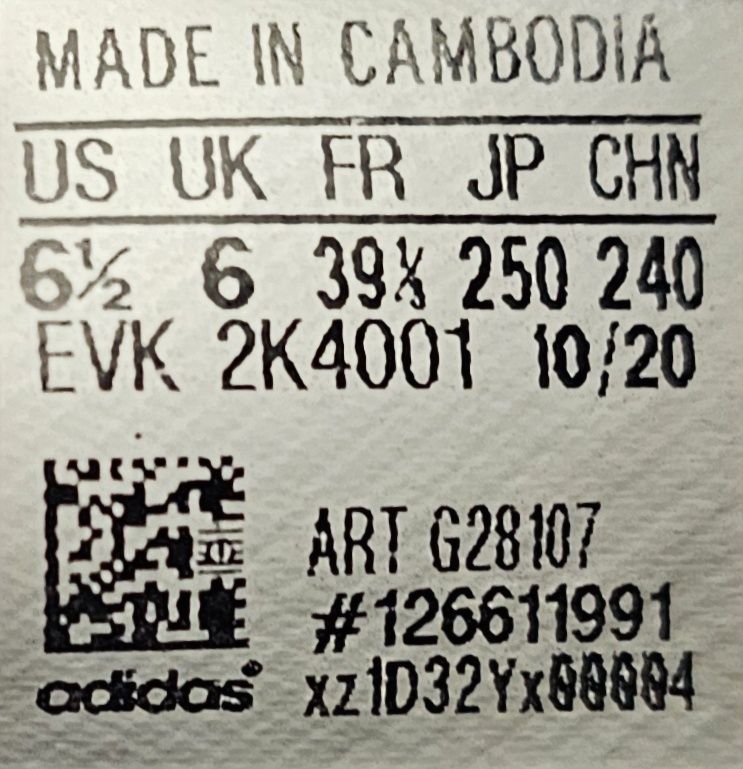 MADE IN CAMBODIA
US UK FR JP CHN
6½ 6 39⅓ 250 240
EVK 2K4001 10/20
ART G28107
#126611991
xz1D32Yx00004
adidas